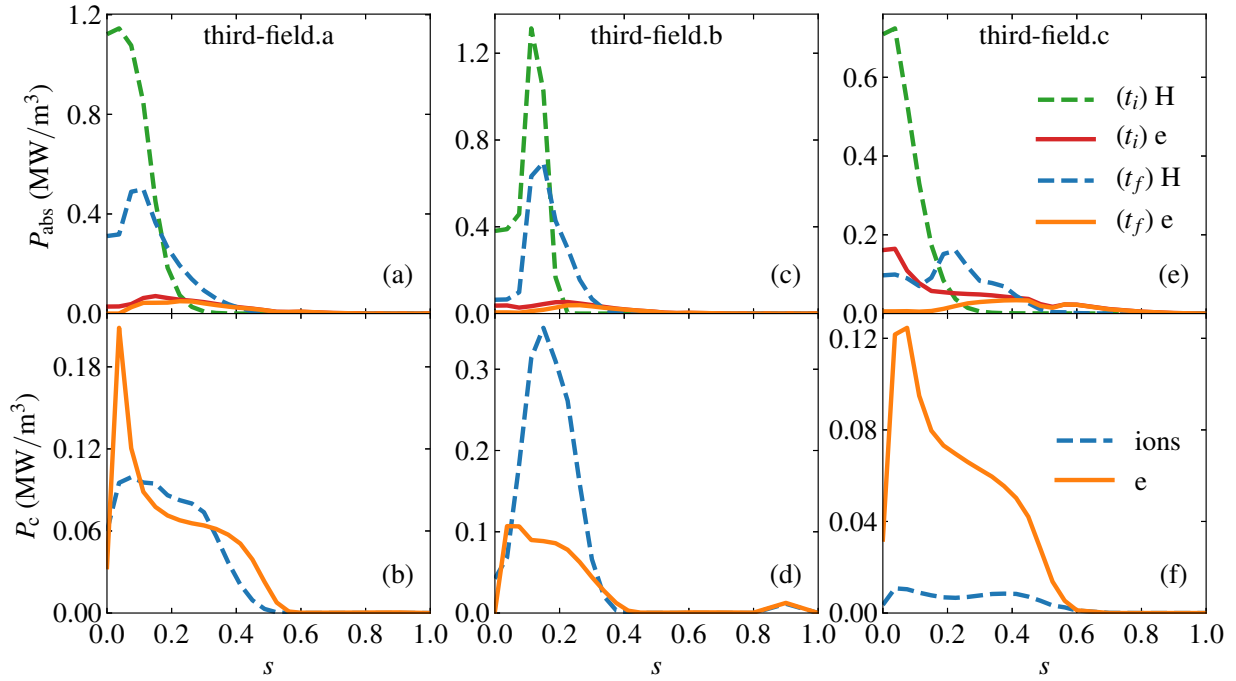 third-field.a
third-field.b
third-field.c
P_abs (MW/m³)
1.2
0.8
0.4
0.0
1.8
1.2
0.6
0.0
0.6
0.4
0.2
0.0
(t_i) H
(t_i) e
(t_f) H
(t_f) e
(a)
(c)
(e)
P_c (MW/m³)
0.18
0.12
0.06
0.00
0.3
0.2
0.1
0.0
0.12
0.08
0.04
0.00
ions
e
(b)
(d)
(f)
0.0 0.2 0.4 0.6 0.8 1.0
0.0 0.2 0.4 0.6 0.8 1.0
0.0 0.2 0.4 0.6 0.8 1.0
s
s
s